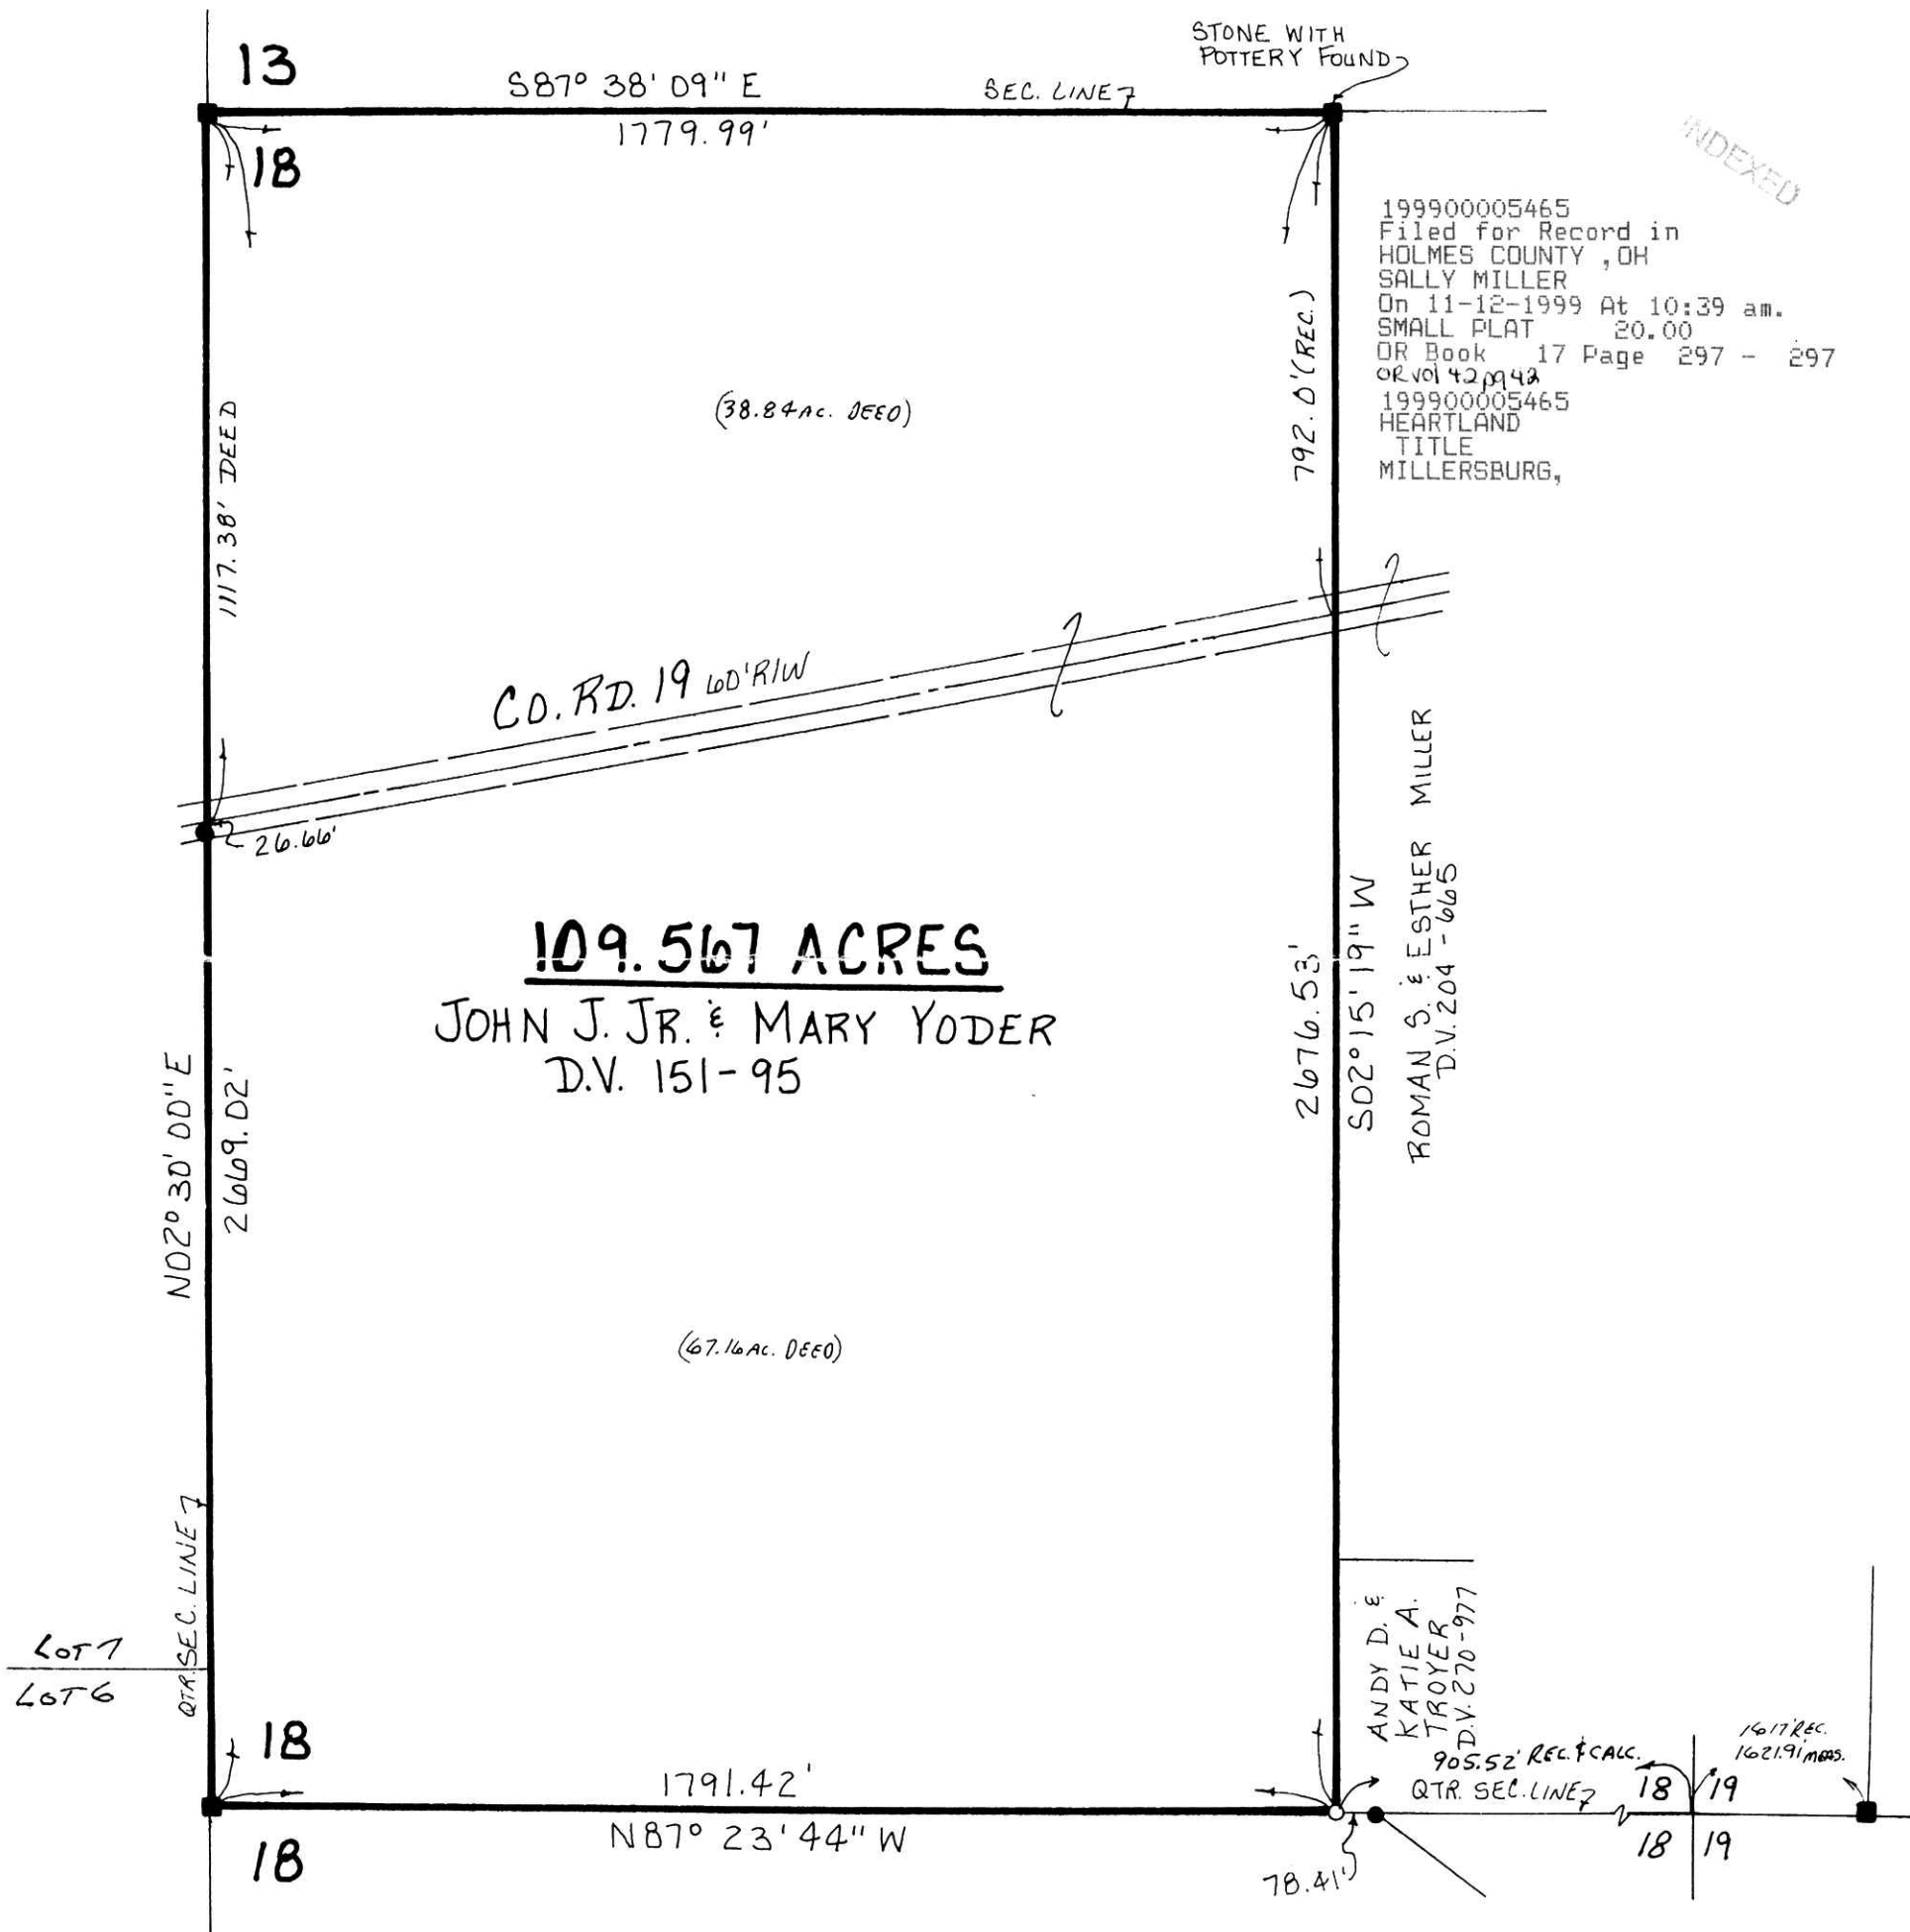 STONE WITH
POTTERY FOUND
13
S87° 38' 09" E
SEC. LINE
1779.99'
18
INDEXED
199900005465
Filed for Record in
HOLMES COUNTY ,OH
SALLY MILLER
On 11-12-1999 At 10:39 am.
SMALL PLAT 20.00
OR Book 17 Page 297 - 297
OR vol 42 pg 42
199900005465
HEARTLAND
TITLE
MILLERSBURG,
792.0'(REC.)
(38.84 AC. DEED)
1117.38' DEED
CO. RD. 19 60' R/W
26.66'
109.567 ACRES
JOHN J. JR. & MARY YODER
D.V. 151-95
N02° 30' 00" E
2669.02'
2676.53'
S02° 15' 19" W
ROMAN S. & ESTHER MILLER
D.V. 204-665
(67.16 AC. DEED)
QTR. SEC. LINE
LOT 7
LOT 6
18
1791.42'
N87° 23' 44" W
18
ANDY D. &
KATIE A.
TROYER
D.V. 270-977
905.52' REC. & CALC.
QTR. SEC. LINE
78.41'
18 19
18 19
1617' REC.
1621.91' MEAS.